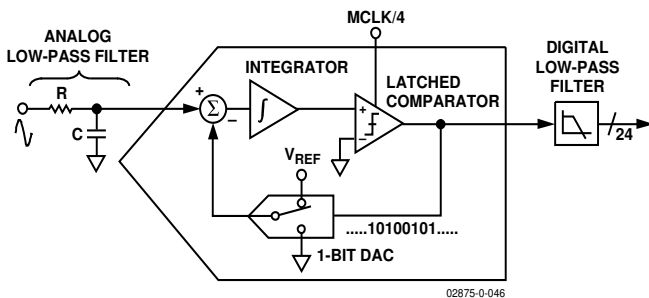 MCLK/4
ANALOG
LOW-PASS FILTER
DIGITAL
LOW-PASS
FILTER
INTEGRATOR
LATCHED
COMPARATOR
R
+
Σ
–
∫
+
–
C
24
VREF
.....10100101.....
1-BIT DAC
02875-0-046